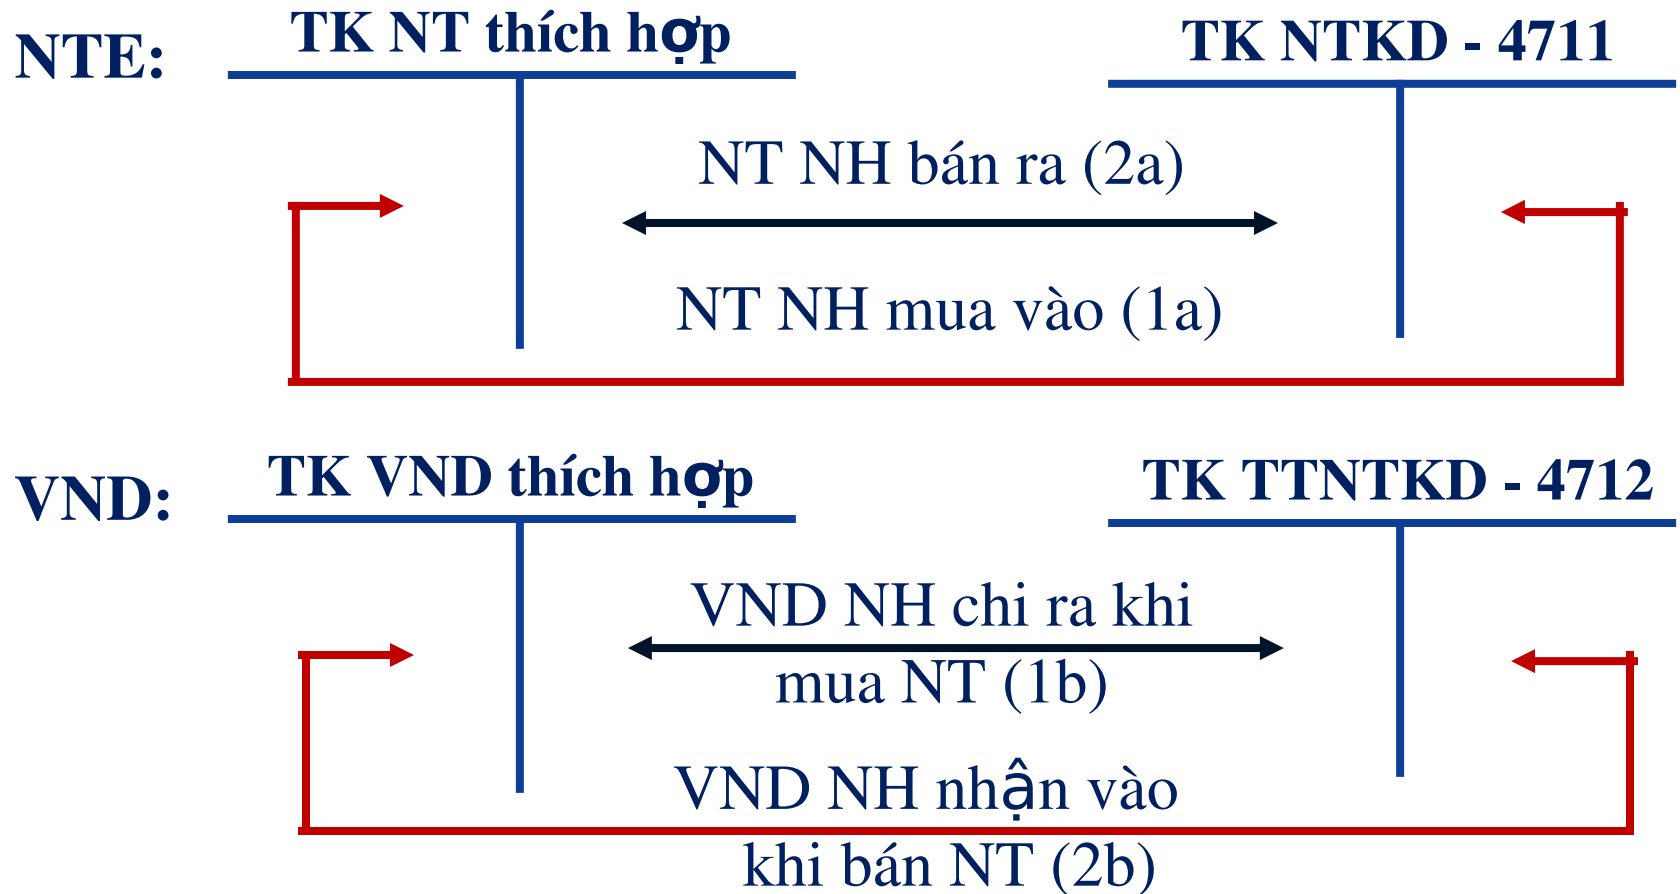 NTE:
TK NT thích hợp
TK NTKD - 4711
NT NH bán ra (2a)
NT NH mua vào (1a)
VND:
TK VND thích hợp
TK TTNTKD - 4712
VND NH chi ra khi
mua NT (1b)
VND NH nhận vào
khi bán NT (2b)